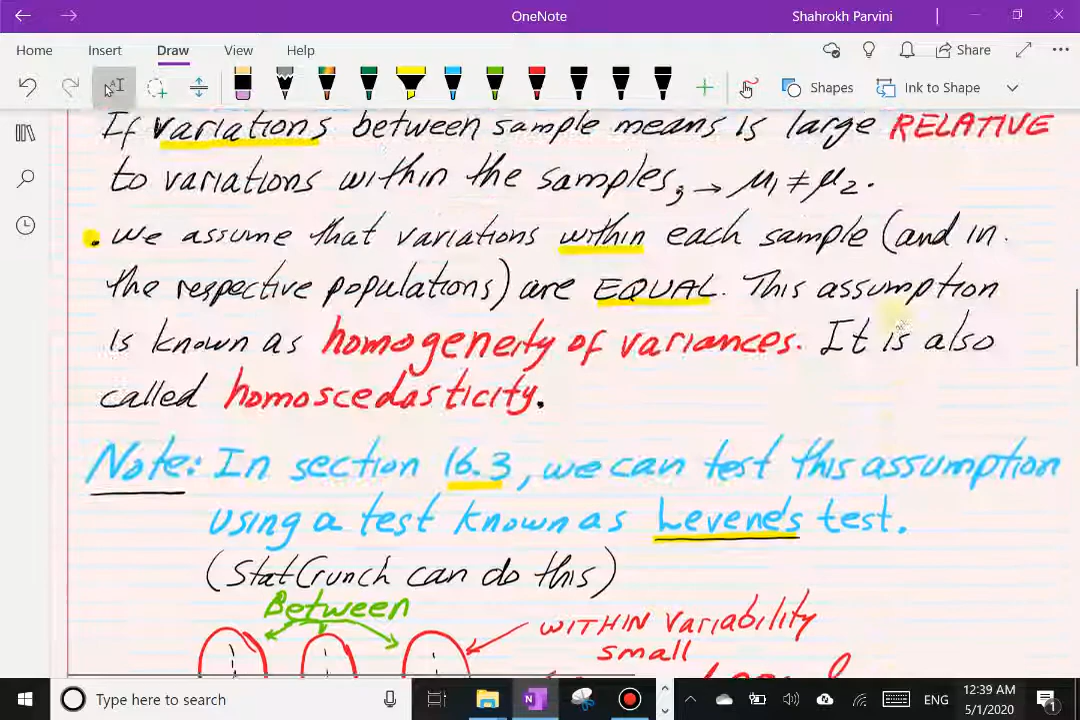 OneNote
Shahrokh Parvini
Home Insert Draw View Help
Share
Shapes
Ink to Shape
If variations between sample means is large RELATIVE
to variations within the samples, → μ1 ≠ μ2.
. We assume that variations within each sample (and in
the respective populations) are EQUAL. This assumption
is known as homogeneity of variances. It is also
called homoscedasticity.
Note: In section 16.3, we can test this assumption
using a test known as Levene's test.
(StatCrunch can do this)
Between
WITHIN variability
small
Type here to search
ENG
12:39 AM
5/1/2020
1